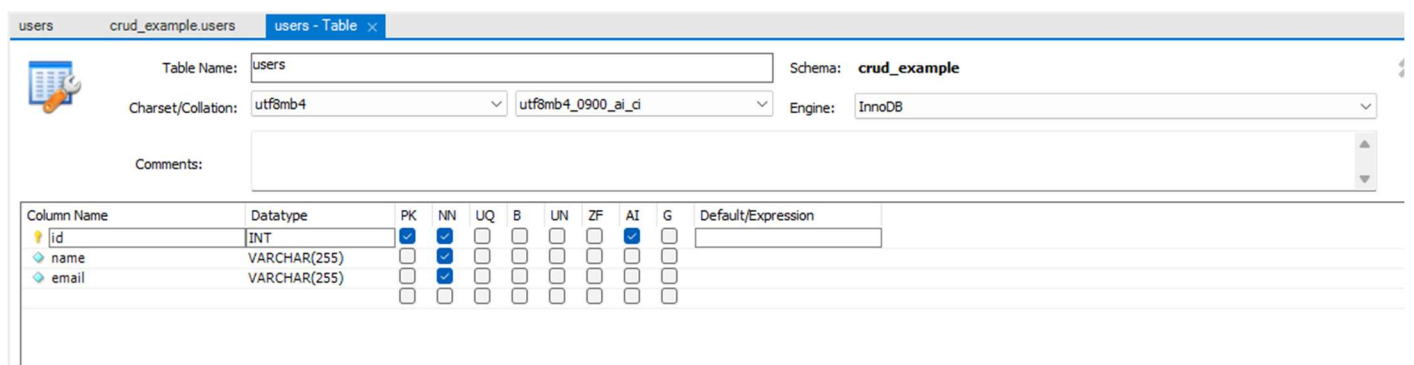 users crud_example.users users - Table ×
Table Name: users Schema: crud_example
Charset/Collation: utf8mb4 utf8mb4_0900_ai_ci Engine: InnoDB
Comments:
Column Name Datatype PK NN UQ B UN ZF AI G Default/Expression
id INT
name VARCHAR(255)
email VARCHAR(255)